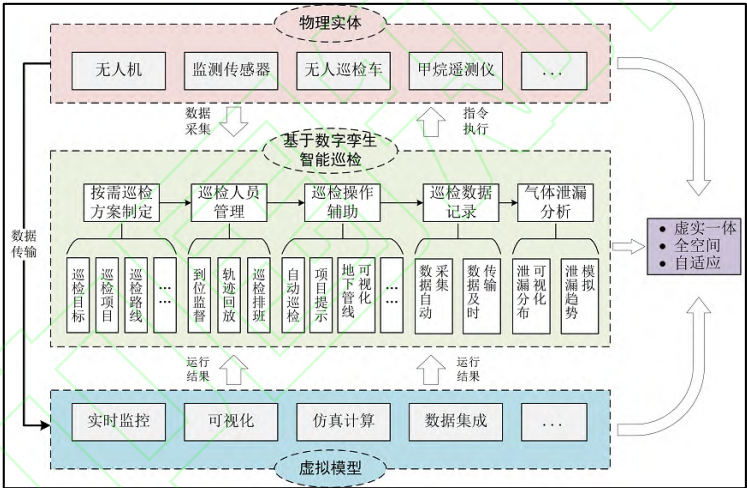 物理实体
无人机
监测传感器
无人巡检车
甲烷遥测仪
...
数据
采集
指令
执行
基于数字孪生
智能巡检
按需巡检
方案制定
巡检人员
管理
巡检操作
辅助
巡检数据
记录
气体泄漏
分析
巡检目标
巡检项目
巡检路线
……
到位监督
轨迹回放
巡检排班
自动巡检
项目提示
地下管线
可视化
...
数据自动
采集
数据及时
传输
泄漏分布
可视化
泄漏趋势
模拟
数据
传输
• 虚实一体
• 全空间
• 自适应
运行
结果
运行
结果
实时监控
可视化
仿真计算
数据集成
...
虚拟模型